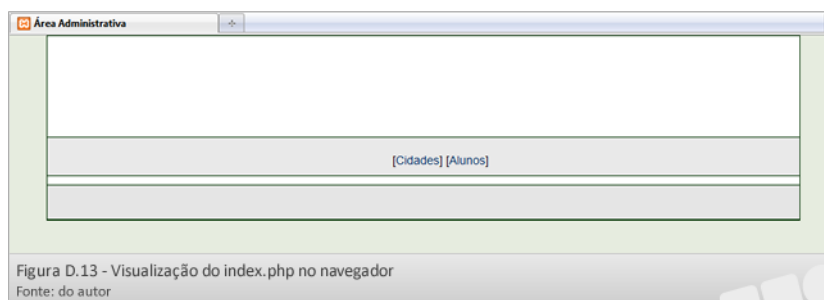 Área Administrativa
[Cidades] [Alunos]
Figura D.13 - Visualização do index.php no navegador
Fonte: do autor